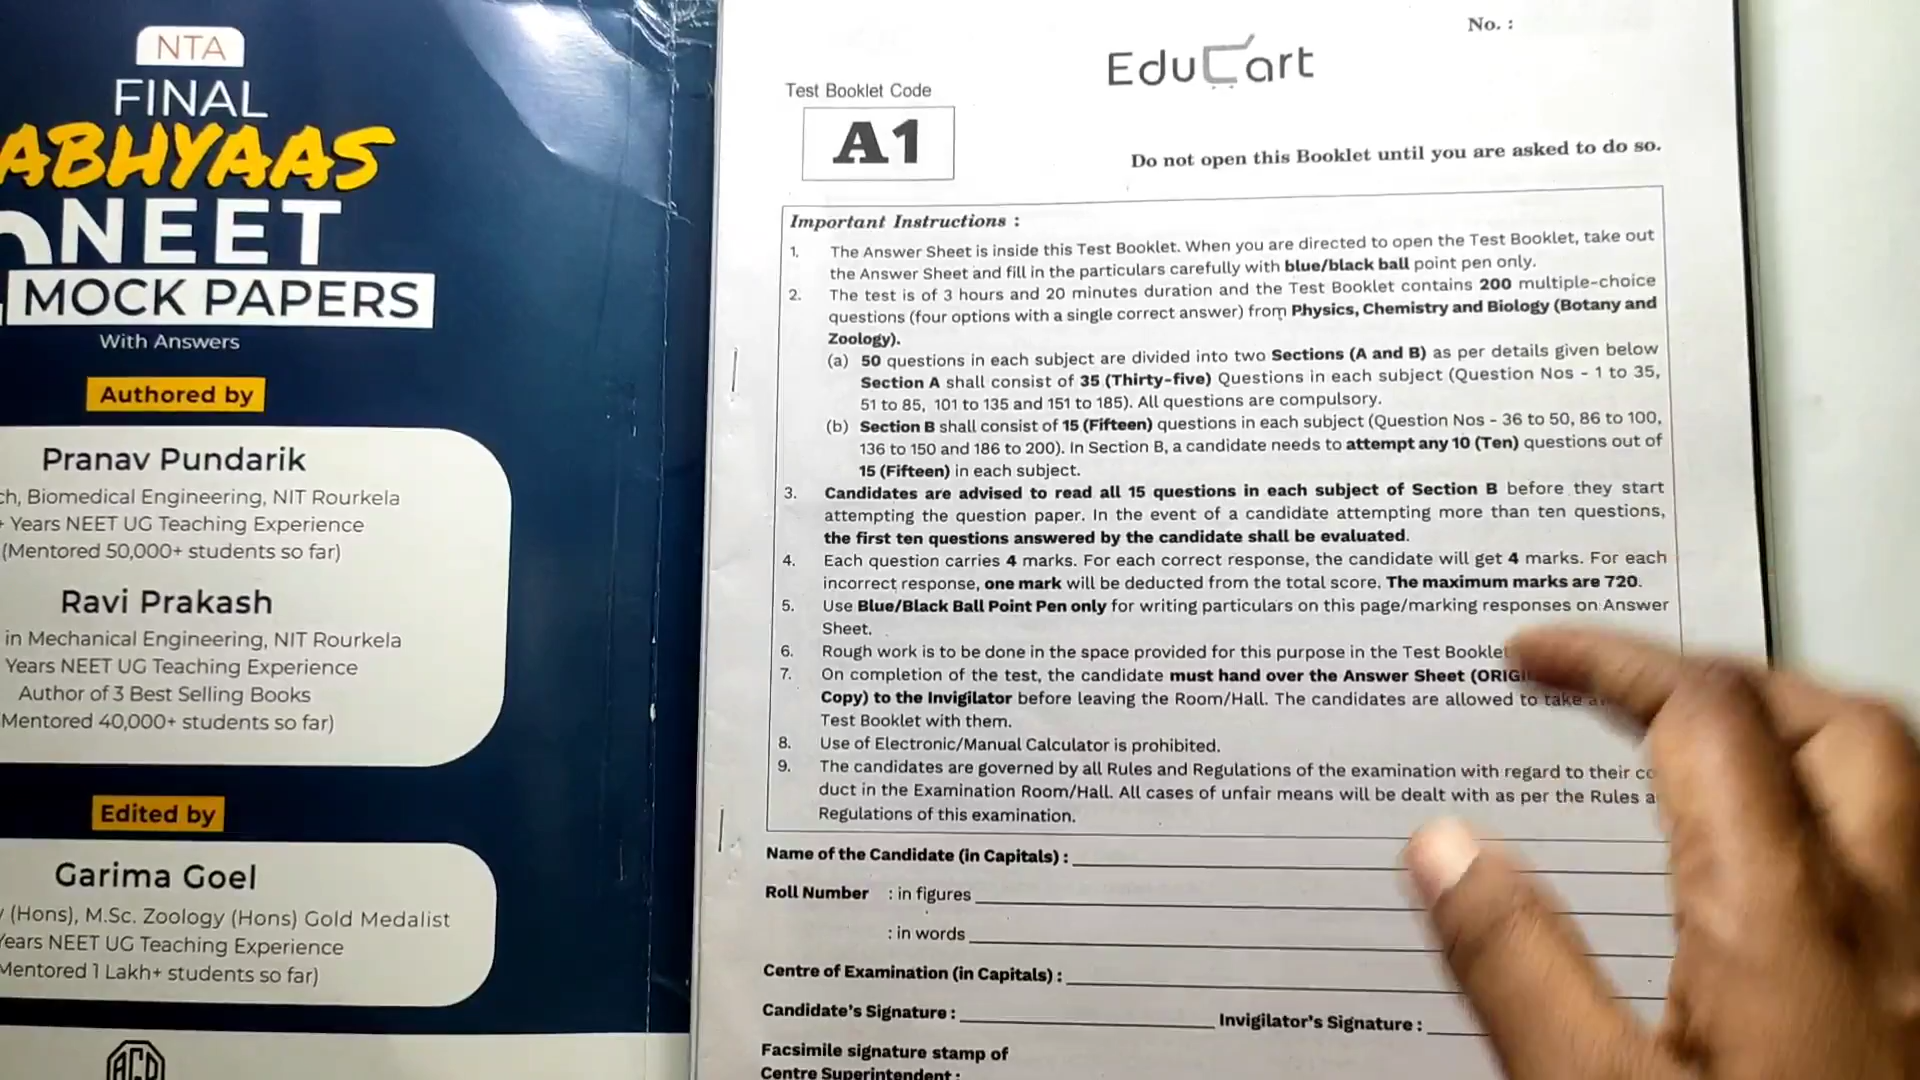 NTA
FINAL
ABHYAAS
NEET
MOCK PAPERS
With Answers
Authored by
Pranav Pundarik
Biomedical Engineering, NIT Rourkela
Years NEET UG Teaching Experience
(Mentored 50,000+ students so far)
Ravi Prakash
in Mechanical Engineering, NIT Rourkela
Years NEET UG Teaching Experience
Author of 3 Best Selling Books
Mentored 40,000+ students so far)
Edited by
Garima Goel
(Hons), M.Sc. Zoology (Hons) Gold Medalist
Years NEET UG Teaching Experience
Mentored 1 Lakh+ students so far)
No. :
EduCart
Test Booklet Code
A1
Do not open this Booklet until you are asked to do so.
Important Instructions :
1. The Answer Sheet is inside this Test Booklet. When you are directed to open the Test Booklet, take out
the Answer Sheet and fill in the particulars carefully with blue/black ball point pen only.
2. The test is of 3 hours and 20 minutes duration and the Test Booklet contains 200 multiple-choice
questions (four options with a single correct answer) from Physics, Chemistry and Biology (Botany and
Zoology).
(a) 50 questions in each subject are divided into two Sections (A and B) as per details given below
Section A shall consist of 35 (Thirty-five) Questions in each subject (Question Nos - 1 to 35,
51 to 85, 101 to 135 and 151 to 185). All questions are compulsory.
(b) Section B shall consist of 15 (Fifteen) questions in each subject (Question Nos - 36 to 50, 86 to 100,
136 to 150 and 186 to 200). In Section B, a candidate needs to attempt any 10 (Ten) questions out of
15 (Fifteen) in each subject.
3. Candidates are advised to read all 15 questions in each subject of Section B before they start
attempting the question paper. In the event of a candidate attempting more than ten questions,
the first ten questions answered by the candidate shall be evaluated.
4. Each question carries 4 marks. For each correct response, the candidate will get 4 marks. For each
incorrect response, one mark will be deducted from the total score. The maximum marks are 720.
5. Use Blue/Black Ball Point Pen only for writing particulars on this page/marking responses on Answer
Sheet.
6. Rough work is to be done in the space provided for this purpose in the Test Booklet
7. On completion of the test, the candidate must hand over the Answer Sheet
Copy) to the Invigilator before leaving the Room/Hall. The candidates are allowed to take
Test Booklet with them.
8. Use of Electronic/Manual Calculator is prohibited.
9. The candidates are governed by all Rules and Regulations of the examination with regard to their co
duct in the Examination Room/Hall. All cases of unfair means will be dealt with as per the Rules a
Regulations of this examination.
Name of the Candidate (in Capitals) :
Roll Number : in figures
: in words
Centre of Examination (in Capitals) :
Candidate's Signature : Invigilator's Signature :
Facsimile signature stamp of
Centre Superintendent :